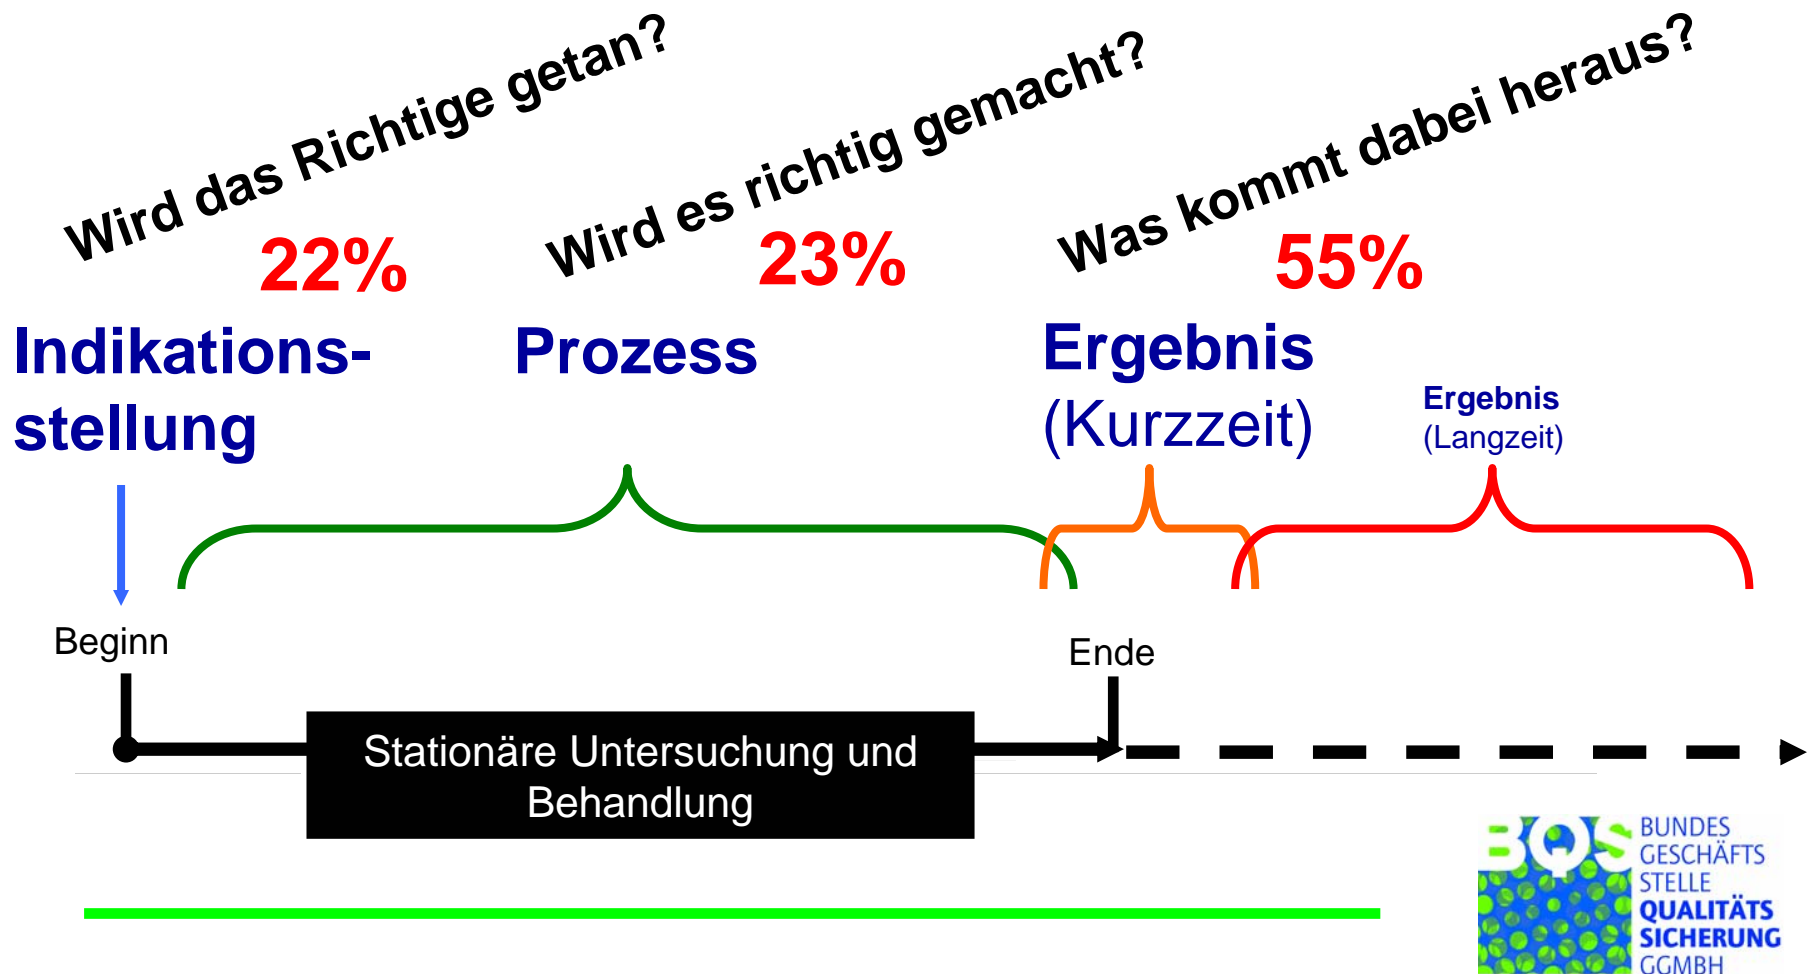 Wird das Richtige getan?
Wird es richtig gemacht?
Was kommt dabei heraus?
22%
23%
55%
Indikations-
stellung
Prozess
Ergebnis
(Kurzzeit)
Ergebnis
(Langzeit)
Beginn
Ende
Stationäre Untersuchung und
Behandlung
BQS
BUNDES
GESCHÄFTS
STELLE
QUALITÄTS
SICHERUNG
GGMBH